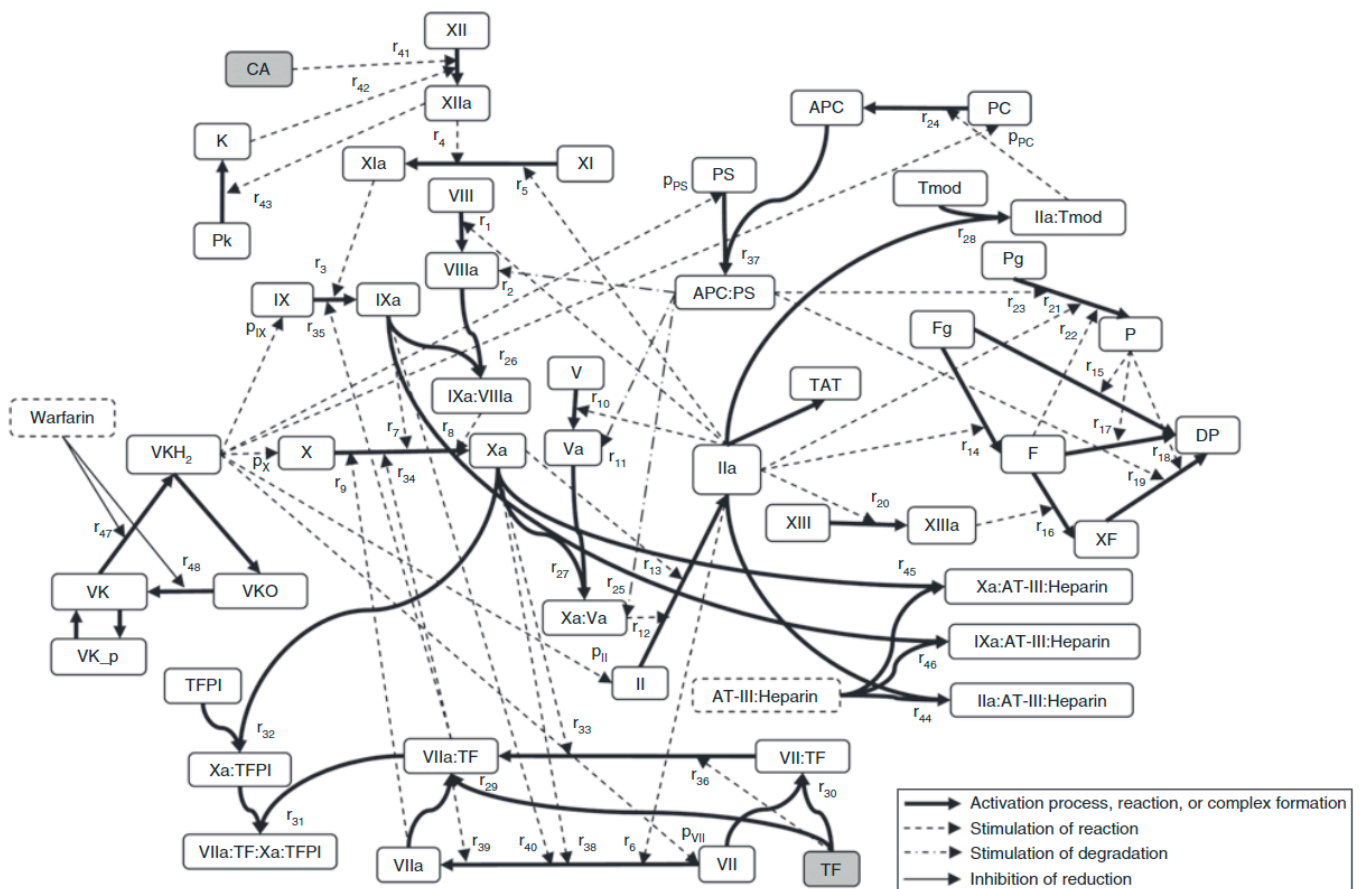 XII
r41
CA
r42
XIIa
APC
PC
r24
K
r4
pPC
XIa
XI
r5
PS
pPS
Tmod
r43
VIII
IIa:Tmod
r1
r28
Pk
r37
Pg
r3
VIIIa
r2
APC:PS
IX
IXa
r23
r21
pIX
r35
r22
P
Fg
r26
r15
V
TAT
IXa:VIIIa
r10
Warfarin
r17
DP
r7
r8
r14
VKH2
pX
X
Xa
Va
r11
IIa
F
r18
r9
r34
r19
r20
XIII
XIIIa
r16
XF
r47
r48
r13
r45
r27
r25
VK
VKO
Xa:AT-III:Heparin
Xa:Va
r12
IXa:AT-III:Heparin
VK_p
pII
r46
TFPI
II
AT-III:Heparin
IIa:AT-III:Heparin
r44
r32
r33
VIIa:TF
VII:TF
Xa:TFPI
r36
r29
r30
r31
Activation process, reaction, or complex formation
pVII
Stimulation of reaction
VIIa:TF:Xa:TFPI
r39
r40
r38
r6
Stimulation of degradation
VIIa
VII
TF
Inhibition of reduction